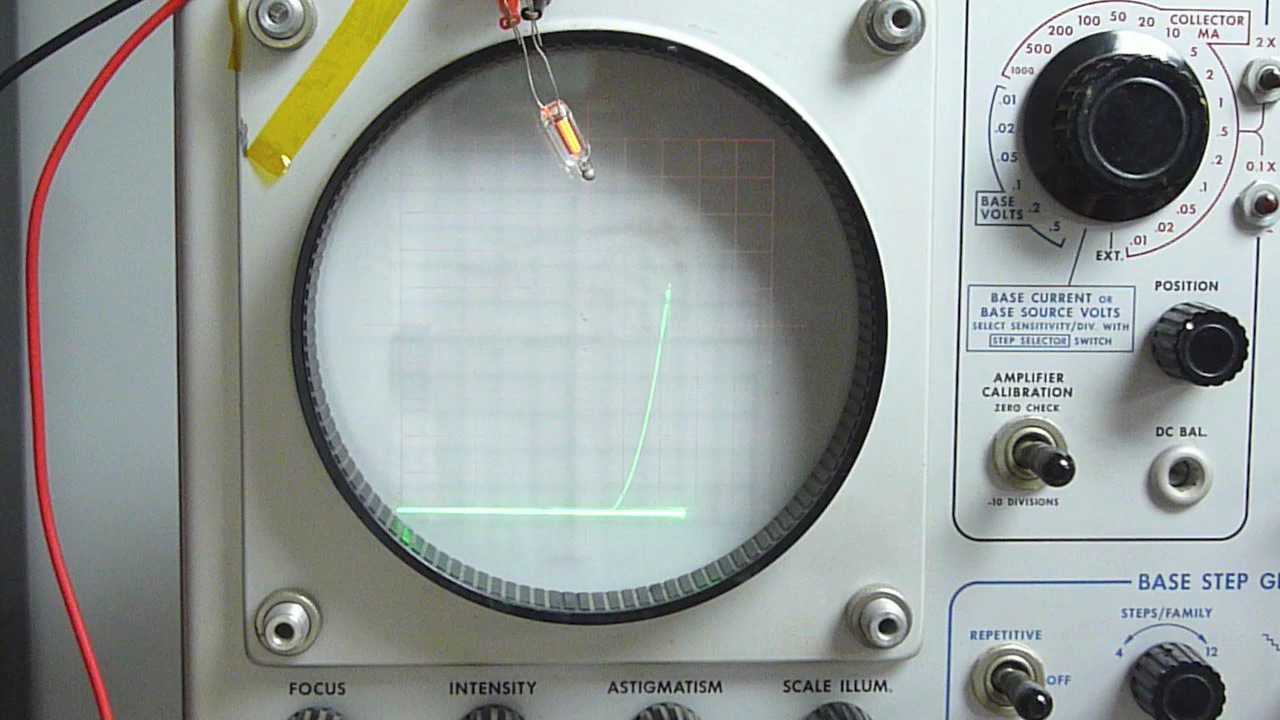 COLLECTOR
MA
1000
500
200
100
50
20
10
5
2
1
.5
.2
.1
.05
.02
.01
EXT.
.01
.02
.05
.1
.2
.5
BASE
VOLTS
2 X
0.1 X
BASE CURRENT OR
BASE SOURCE VOLTS
SELECT SENSITIVITY/DIV. WITH
STEP SELECTOR SWITCH
POSITION
AMPLIFIER
CALIBRATION
ZERO CHECK
-10 DIVISIONS
DC BAL.
BASE STEP
STEPS/FAMILY
4
12
REPETITIVE
OFF
FOCUS
INTENSITY
ASTIGMATISM
SCALE ILLUM.